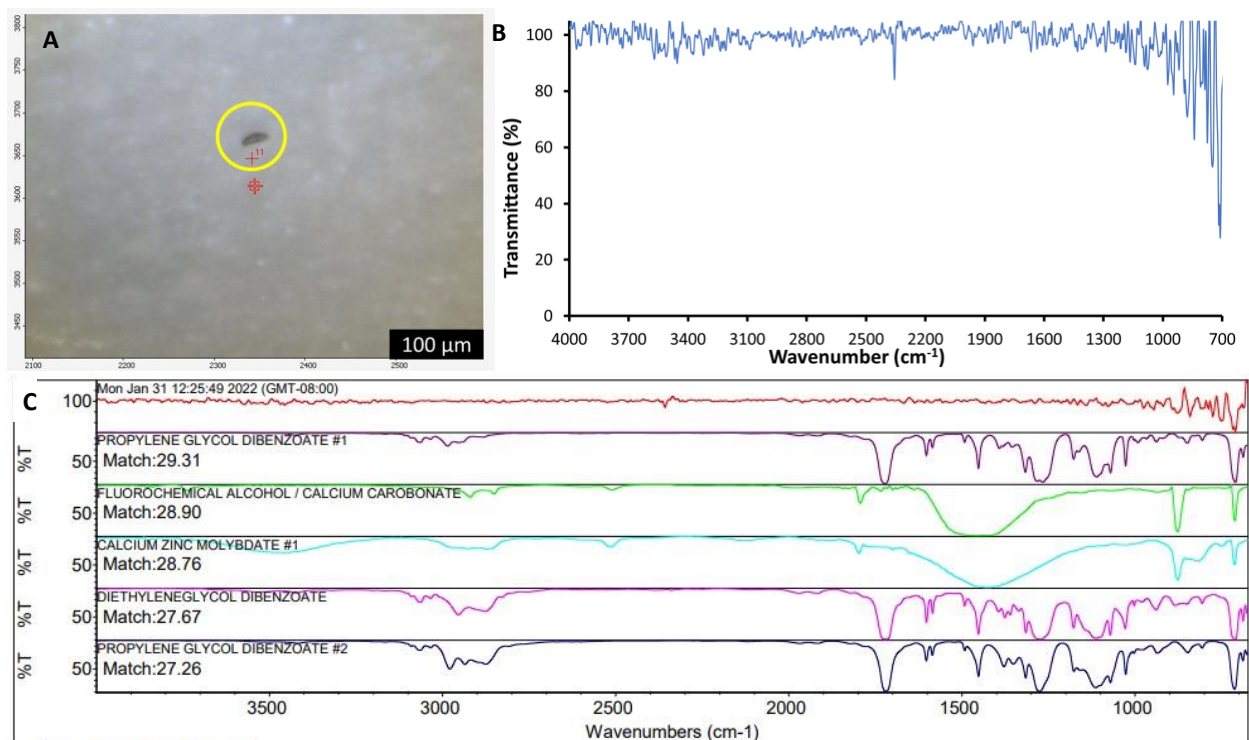 A
3800
3750
3700
3650
3600
3550
3500
3450
11
100 µm
2100
2200
2300
2400
2500
B
Transmittance (%)
100
80
60
40
20
0
4000 3700 3400 3100 2800 2500 2200 1900 1600 1300 1000 700
Wavenumber (cm-1)
C
Mon Jan 31 12:25:49 2022 (GMT-08:00)
100
%T
PROPYLENE GLYCOL DIBENZOATE #1
50
Match:29.31
%T
FLUOROCHEMICAL ALCOHOL / CALCIUM CAROBONATE
50
Match:28.90
%T
CALCIUM ZINC MOLYBDATE #1
50
Match:28.76
%T
DIETHYLENEGLYCOL DIBENZOATE
50
Match:27.67
%T
PROPYLENE GLYCOL DIBENZOATE #2
50
Match:27.26
3500 3000 2500 2000 1500 1000
Wavenumbers (cm-1)